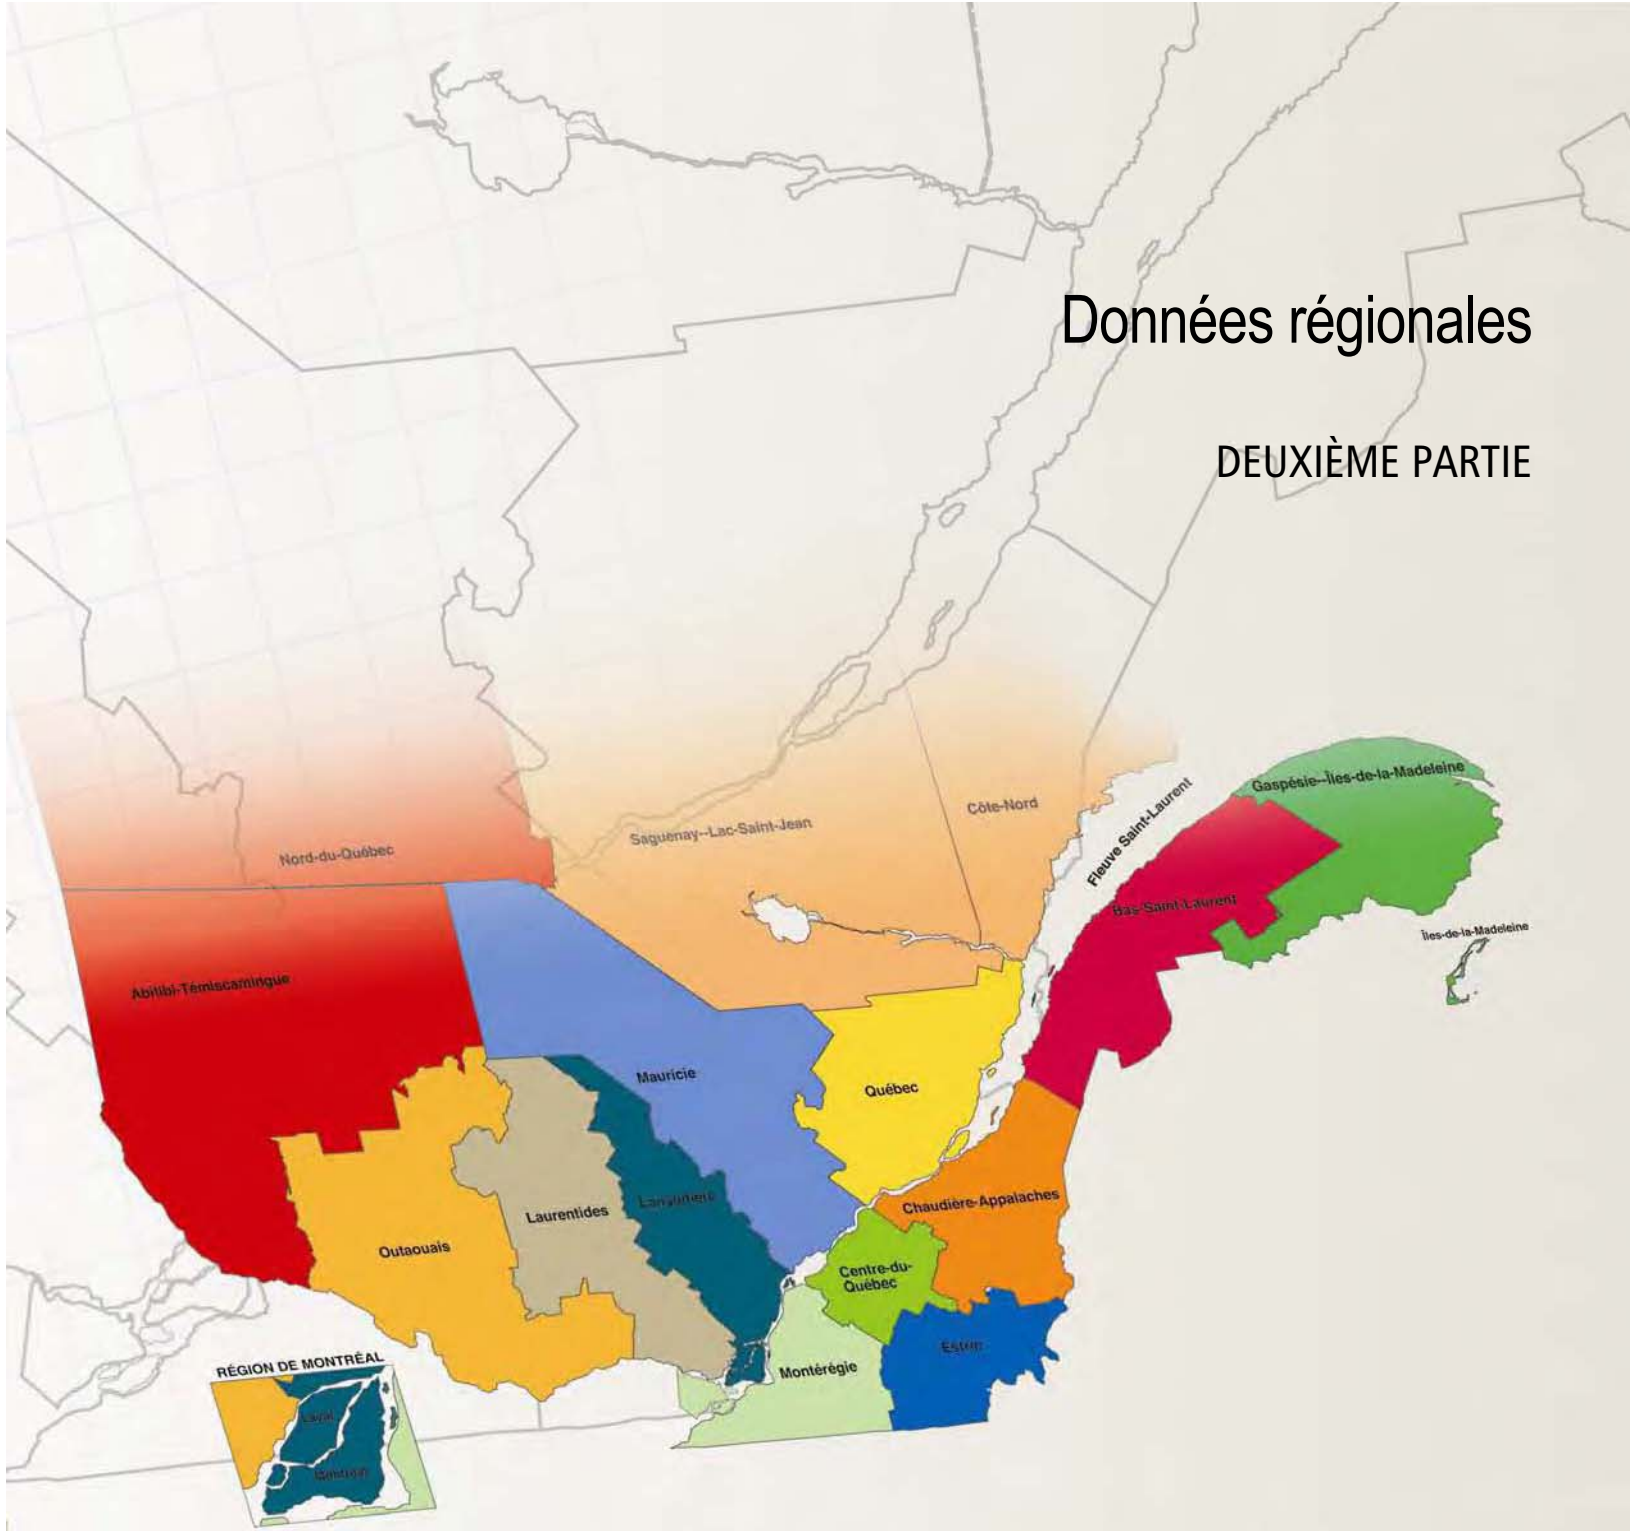 Données régionales
DEUXIÈME PARTIE
Gaspésie--Îles-de-la-Madeleine
Fleuve Saint-Laurent
Côte-Nord
Saguenay--Lac-Saint-Jean
Nord-du-Québec
Bas-Saint-Laurent
Îles-de-la-Madeleine
Abitibi-Témiscamingue
Mauricie
Québec
Lanaudière
Laurentides
Chaudière-Appalaches
Outaouais
Centre-du-
Québec
Estrie
Montérégie
RÉGION DE MONTRÉAL
Laval
Montréal